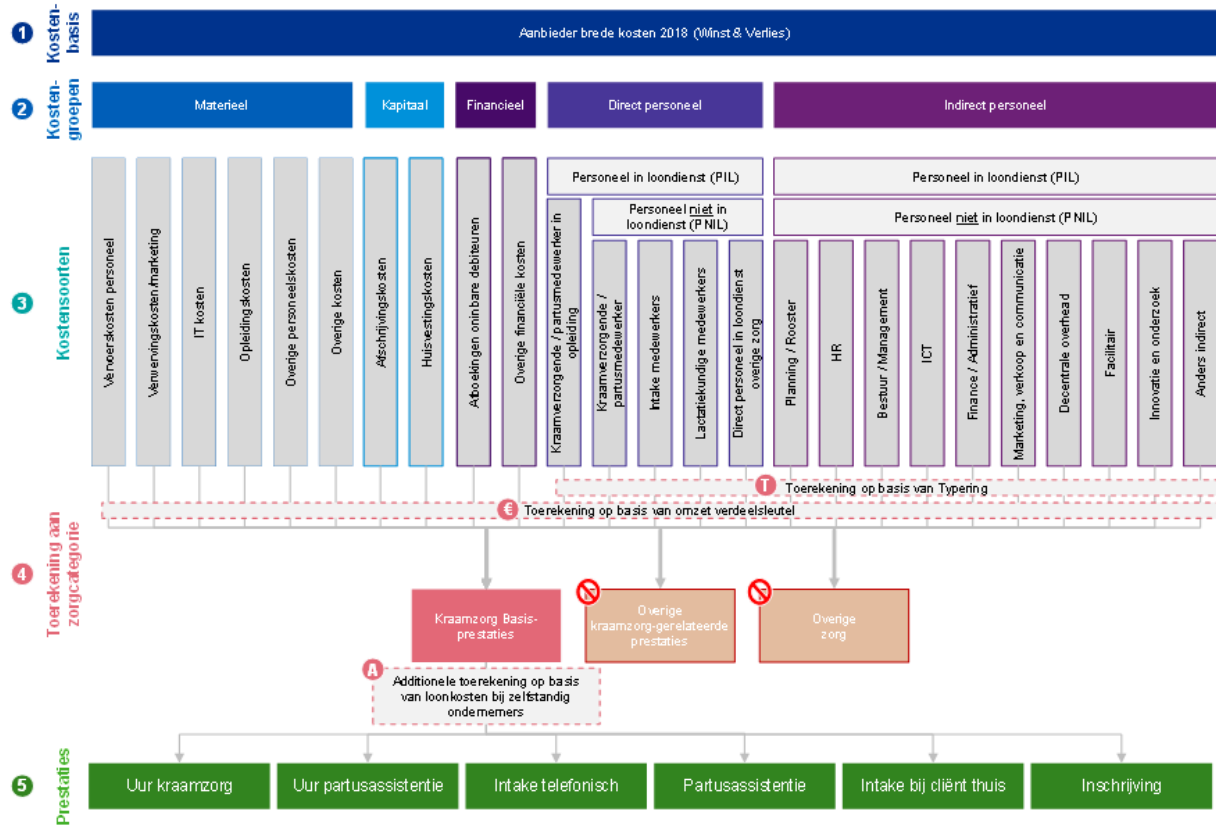 1
Kosten-
basis
Aanbieder brede kosten 2018 (Winst & Verlies)
2
Kosten-
groepen
Materieel
Kapitaal
Financieel
Direct personeel
Indirect personeel
3
Kostensoorten
Vervoerskosten personeel
Verwervingskosten/marketing
IT kosten
Opleidingskosten
Overige personeelskosten
Overige kosten
Afschrijvingskosten
Huisvestingskosten
Afboekingen oninbare debiteuren
Overige financiële kosten
Personeel in loondienst (PIL)
Personeel niet in
loondienst (PNIL)
Kraamverzorgende / partusmedewerker in
opleiding
Kraamverzorgende /
partusmedewerker
Intake medewerkers
Lactatiekundige medewerkers
Direct personeel in loondienst
overige zorg
Personeel in loondienst (PIL)
Personeel niet in loondienst (PNIL)
Planning / Rooster
HR
Bestuur / Management
ICT
Finance / Administratief
Marketing, verkoop en communicatie
Decentrale overhead
Facilitair
Innovatie en onderzoek
Anders indirect
T
Toerekening op basis van Typering
€
Toerekening op basis van omzet verdeelsleutel
4
Toerekening aan
zorgcategorie
Kraamzorg Basis-
prestaties
Overige
kraamzorg-gerelateerde
prestaties
Overige
zorg
A
Additionele toerekening op basis
van loonkosten bij zelfstandig
ondernemers
5
Prestaties
Uur kraamzorg
Uur partusassistentie
Intake telefonisch
Partusassistentie
Intake bij cliënt thuis
Inschrijving